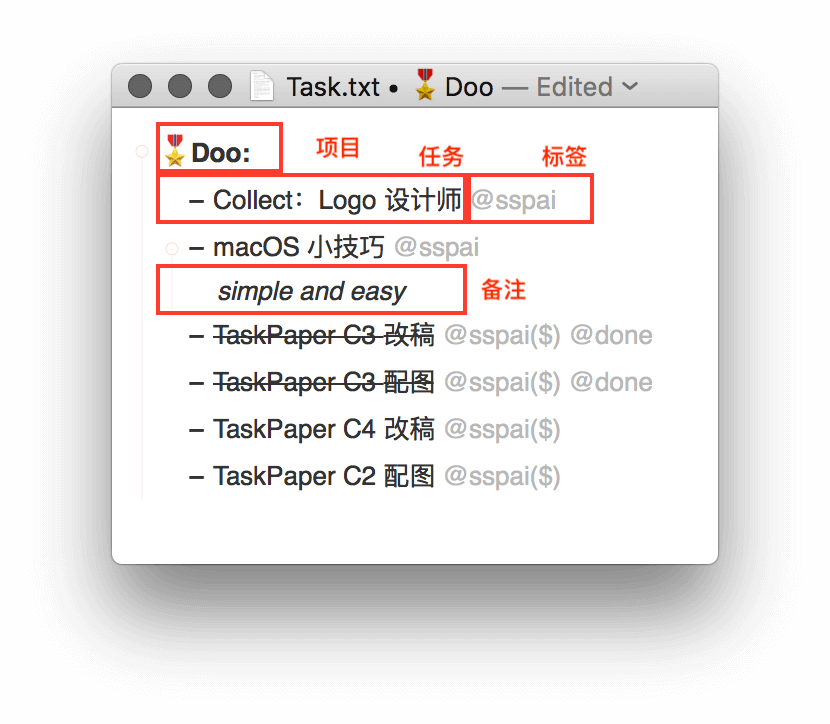 Task.txt • 🎖Doo — Edited
🎖Doo: 项目 任务 标签
– Collect：Logo 设计师 @sspai
– macOS 小技巧 @sspai
simple and easy 备注
– TaskPaper C3 改稿 @sspai($) @done
– TaskPaper C3 配图 @sspai($) @done
– TaskPaper C4 改稿 @sspai($)
– TaskPaper C2 配图 @sspai($)